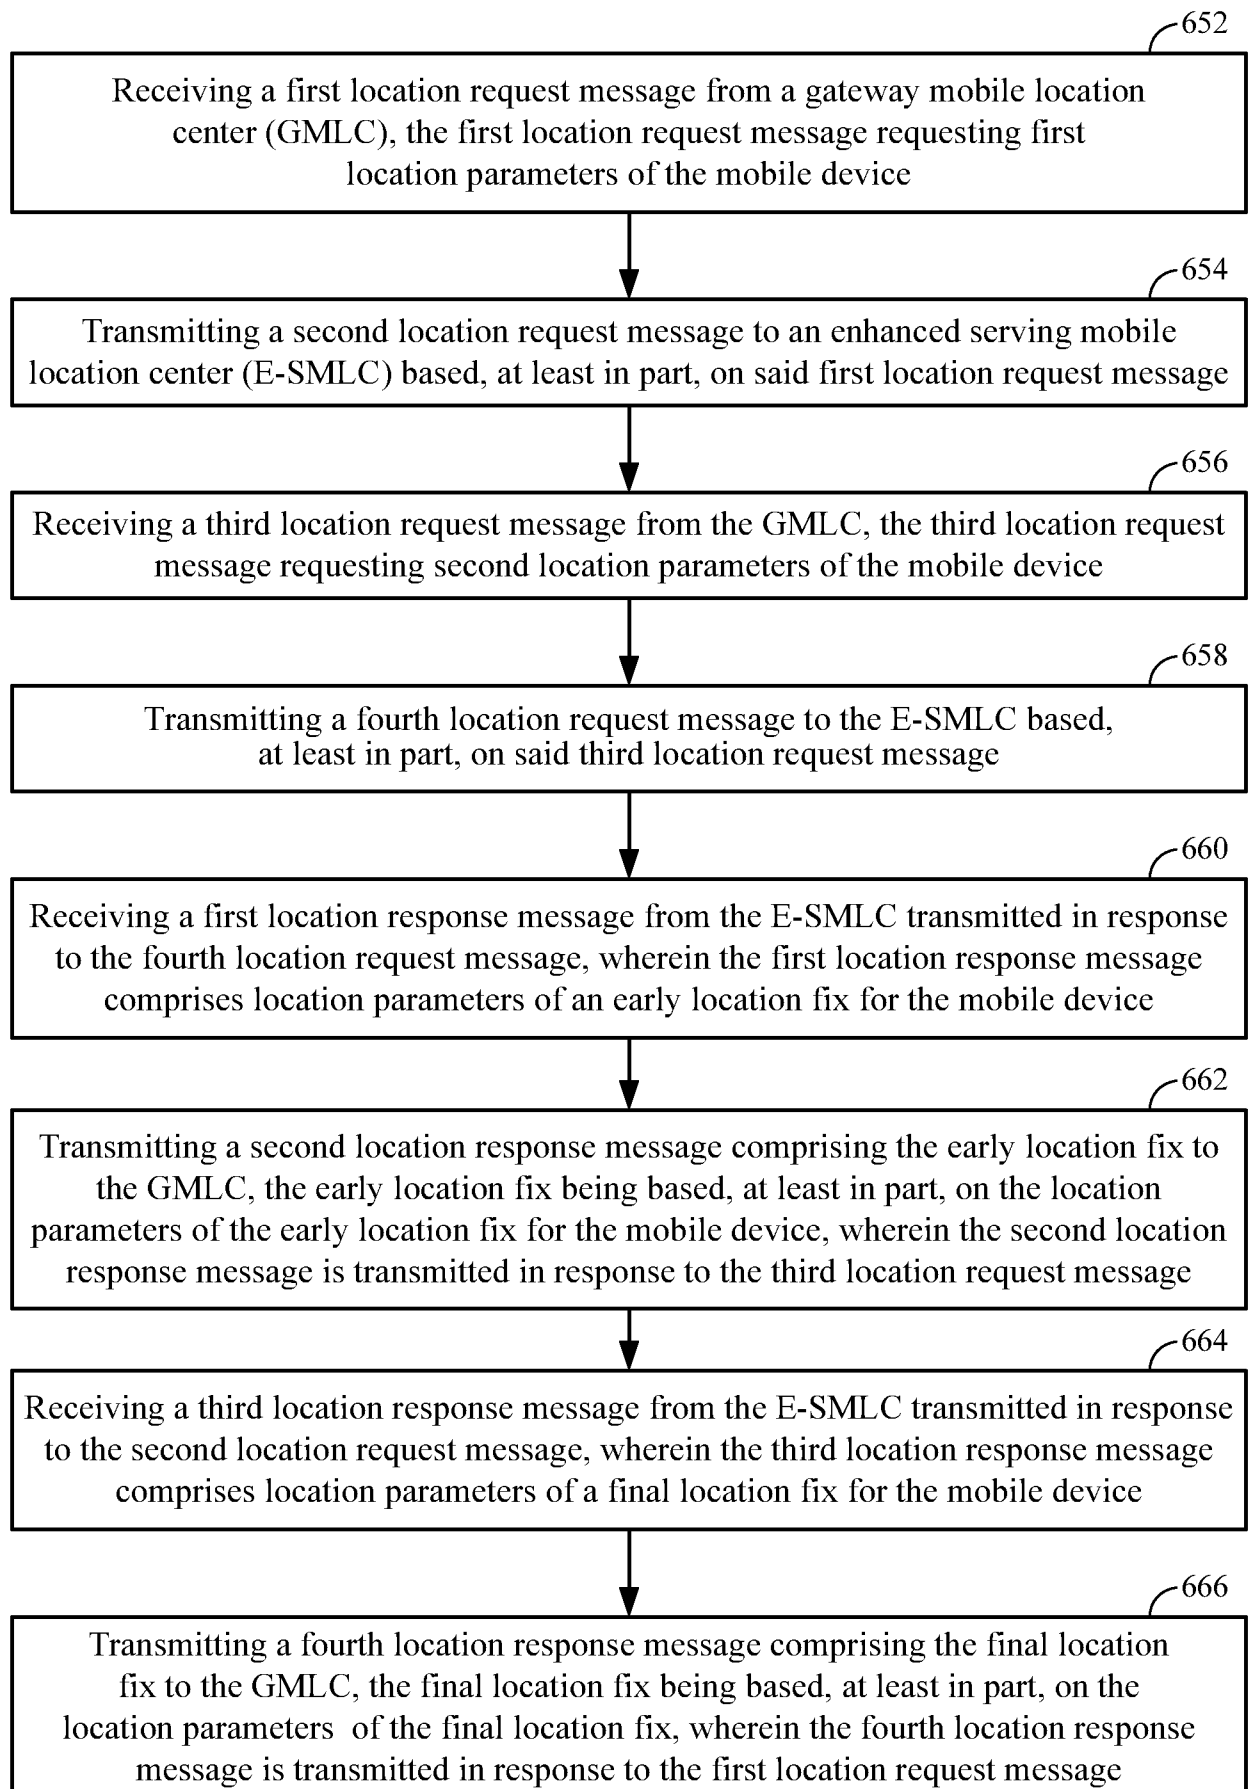 652
Receiving a first location request message from a gateway mobile location
center (GMLC), the first location request message requesting first
location parameters of the mobile device
654
Transmitting a second location request message to an enhanced serving mobile
location center (E-SMLC) based, at least in part, on said first location request message
656
Receiving a third location request message from the GMLC, the third location request
message requesting second location parameters of the mobile device
658
Transmitting a fourth location request message to the E-SMLC based,
at least in part, on said third location request message
660
Receiving a first location response message from the E-SMLC transmitted in response
to the fourth location request message, wherein the first location response message
comprises location parameters of an early location fix for the mobile device
662
Transmitting a second location response message comprising the early location fix to
the GMLC, the early location fix being based, at least in part, on the location
parameters of the early location fix for the mobile device, wherein the second location
response message is transmitted in response to the third location request message
664
Receiving a third location response message from the E-SMLC transmitted in response
to the second location request message, wherein the third location response message
comprises location parameters of a final location fix for the mobile device
666
Transmitting a fourth location response message comprising the final location
fix to the GMLC, the final location fix being based, at least in part, on the
location parameters of the final location fix, wherein the fourth location response
message is transmitted in response to the first location request message